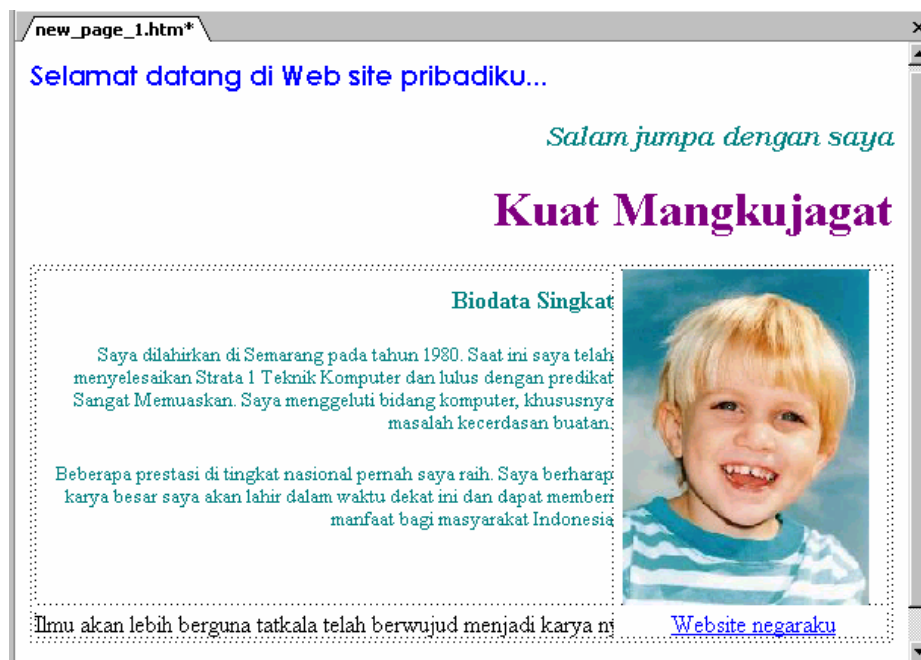 new_page_1.htm*
Selamat datang di Web site pribadiku...
Salam jumpa dengan saya
Kuat Mangkujagat
Biodata Singkat
Saya dilahirkan di Semarang pada tahun 1980. Saat ini saya telah
menyelesaikan Strata 1 Teknik Komputer dan lulus dengan predikat
Sangat Memuaskan. Saya menggeluti bidang komputer, khususnya
masalah kecerdasan buatan.
Beberapa prestasi di tingkat nasional pernah saya raih. Saya berharap
karya besar saya akan lahir dalam waktu dekat ini dan dapat memberi
manfaat bagi masyarakat Indonesia
Ilmu akan lebih berguna tatkala telah berwujud menjadi karya
Website negaraku